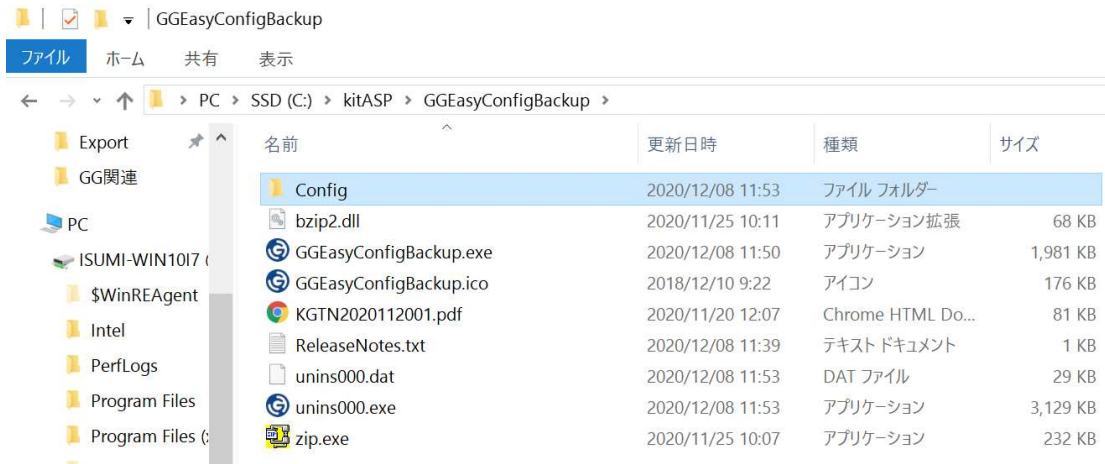 GGEasyConfigBackup
ファイル ホーム 共有 表示
PC > SSD (C:) > kitASP > GGEasyConfigBackup >
Export
GG関連
PC
ISUMI-WIN10I7 (
$WinREAgent
Intel
PerfLogs
Program Files
Program Files (
名前 更新日時 種類 サイズ
Config 2020/12/08 11:53 ファイル フォルダー
bzip2.dll 2020/11/25 10:11 アプリケーション拡張 68 KB
GGEasyConfigBackup.exe 2020/12/08 11:50 アプリケーション 1,981 KB
GGEasyConfigBackup.ico 2018/12/10 9:22 アイコン 176 KB
KGTN2020112001.pdf 2020/11/20 12:07 Chrome HTML Do... 81 KB
ReleaseNotes.txt 2020/12/08 11:39 テキスト ドキュメント 1 KB
unins000.dat 2020/12/08 11:53 DAT ファイル 29 KB
unins000.exe 2020/12/08 11:53 アプリケーション 3,129 KB
zip.exe 2020/11/25 10:07 アプリケーション 232 KB